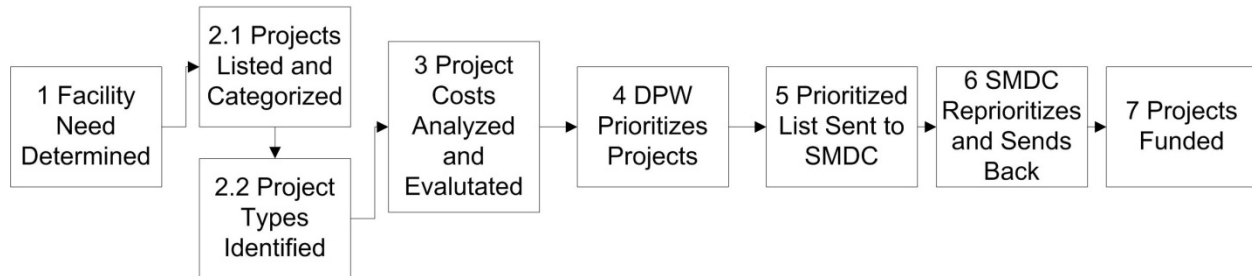 1 Facility
Need
Determined
2.1 Projects
Listed and
Categorized
2.2 Project
Types
Identified
3 Project
Costs
Analyzed
and
Evalutated
4 DPW
Prioritizes
Projects
5 Prioritized
List Sent to
SMDC
6 SMDC
Reprioritizes
and Sends
Back
7 Projects
Funded